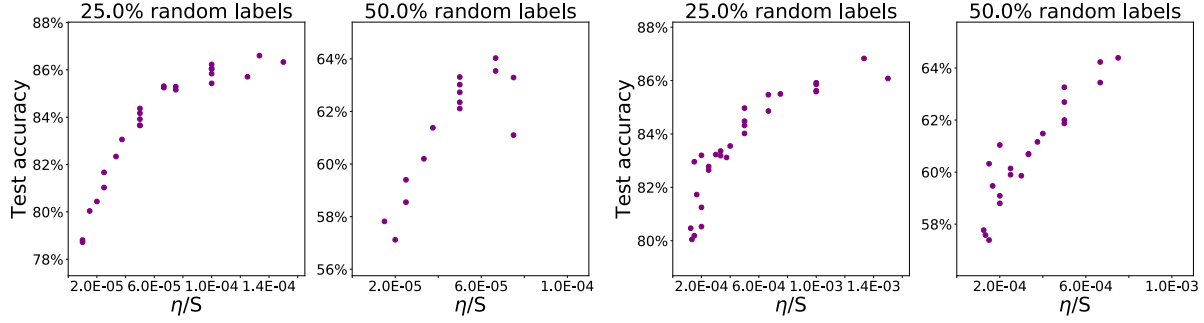 25.0% random labels
Test accuracy
88%
86%
84%
82%
80%
78%
2.0E-05 6.0E-05 1.0E-04 1.4E-04
η/S
50.0% random labels
64%
62%
60%
58%
56%
2.0E-05 6.0E-05 1.0E-04
η/S
25.0% random labels
Test accuracy
88%
86%
84%
82%
80%
2.0E-04 6.0E-04 1.0E-03 1.4E-03
η/S
50.0% random labels
64%
62%
60%
58%
2.0E-04 6.0E-04 1.0E-03
η/S